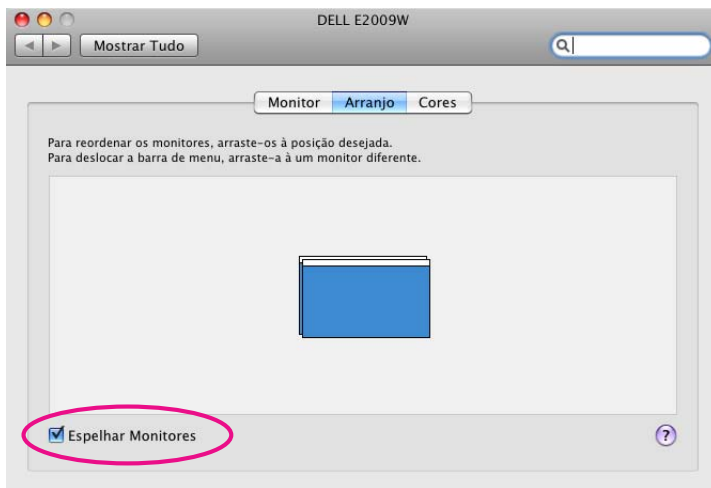 DELL E2009W
Mostrar Tudo
Monitor Arranjo Cores
Para reordenar os monitores, arraste-os à posição desejada.
Para deslocar a barra de menu, arraste-a à um monitor diferente.
Espelhar Monitores
?